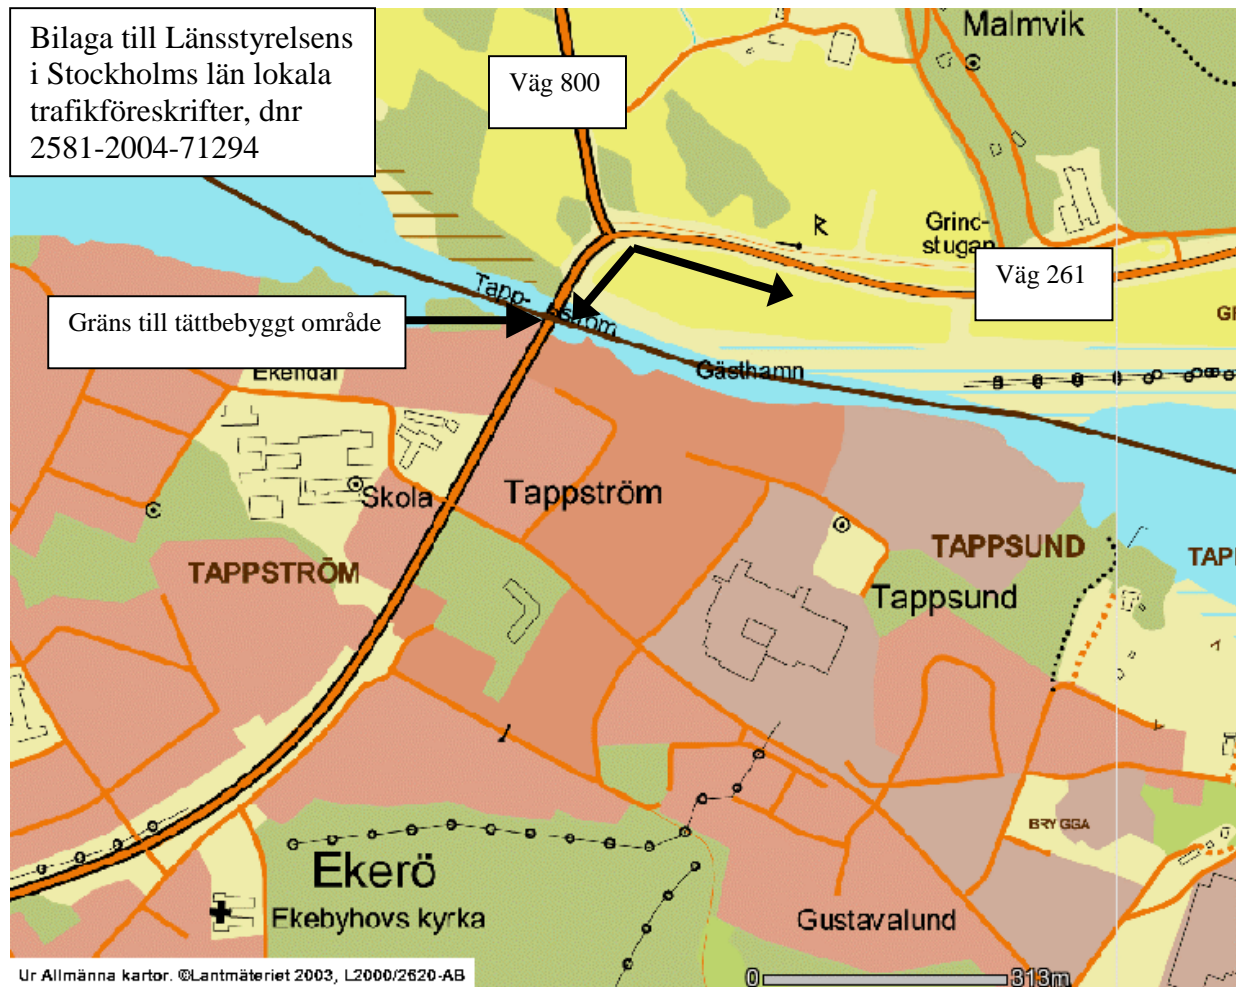 Bilaga till Länsstyrelsens
i Stockholms län lokala
trafikföreskrifter, dnr
2581-2004-71294
Väg 800
Malmvik
Grind-
stugan
Väg 261
Tapp-
ström
Gräns till tättbebyggt område
Gästhamn
Ekendal
Skola
Tappström
TAPPSTRÖM
TAPPSUND
Tappsund
BRYGGA
Ekerö
Ekebyhovs kyrka
Gustavalund
Ur Allmänna kartor. ©Lantmäteriet 2003, L2000/2620-AB
0 313m